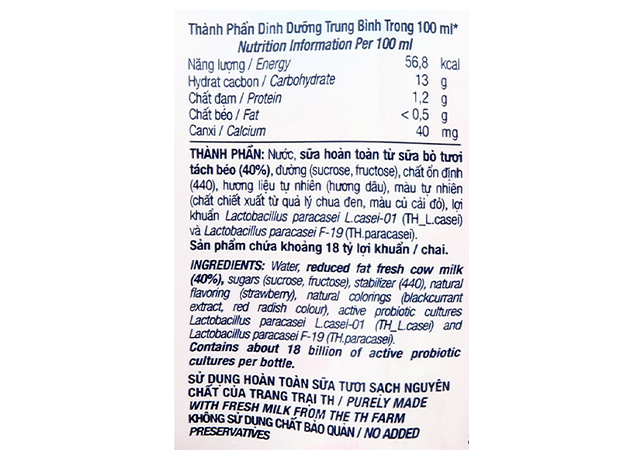 Thành Phần Dinh Dưỡng Trung Bình Trong 100 ml*
Nutrition Information Per 100 ml
Năng lượng / Energy 56,8 kcal
Hydrat cacbon / Carbohydrate 13 g
Chất đạm / Protein 1,2 g
Chất béo / Fat < 0,5 g
Canxi / Calcium 40 mg
THÀNH PHẦN: Nước, sữa hoàn toàn từ sữa bò tươi
tách béo (40%), đường (sucrose, fructose), chất ổn định
(440), hương liệu tự nhiên (hương dâu), màu tự nhiên
(chất chiết xuất từ quả lý chua đen, màu củ cải đỏ), lợi
khuẩn Lactobacillus paracasei L.casei-01 (TH_L.casei)
và Lactobacillus paracasei F-19 (TH.paracasei).
Sản phẩm chứa khoảng 18 tỷ lợi khuẩn / chai.
INGREDIENTS: Water, reduced fat fresh cow milk
(40%), sugars (sucrose, fructose), stabilizer (440), natural
flavoring (strawberry), natural colorings (blackcurrant
extract, red radish colour), active probiotic cultures
Lactobacillus paracasei L.casei-01 (TH_L.casei) and
Lactobacillus paracasei F-19 (TH.paracasei).
Contains about 18 billion of active probiotic
cultures per bottle.
SỬ DỤNG HOÀN TOÀN SỮA TƯƠI SẠCH NGUYÊN
CHẤT CỦA TRANG TRẠI TH / PURELY MADE
WITH FRESH MILK FROM THE TH FARM
KHÔNG SỬ DỤNG CHẤT BẢO QUẢN / NO ADDED
PRESERVATIVES